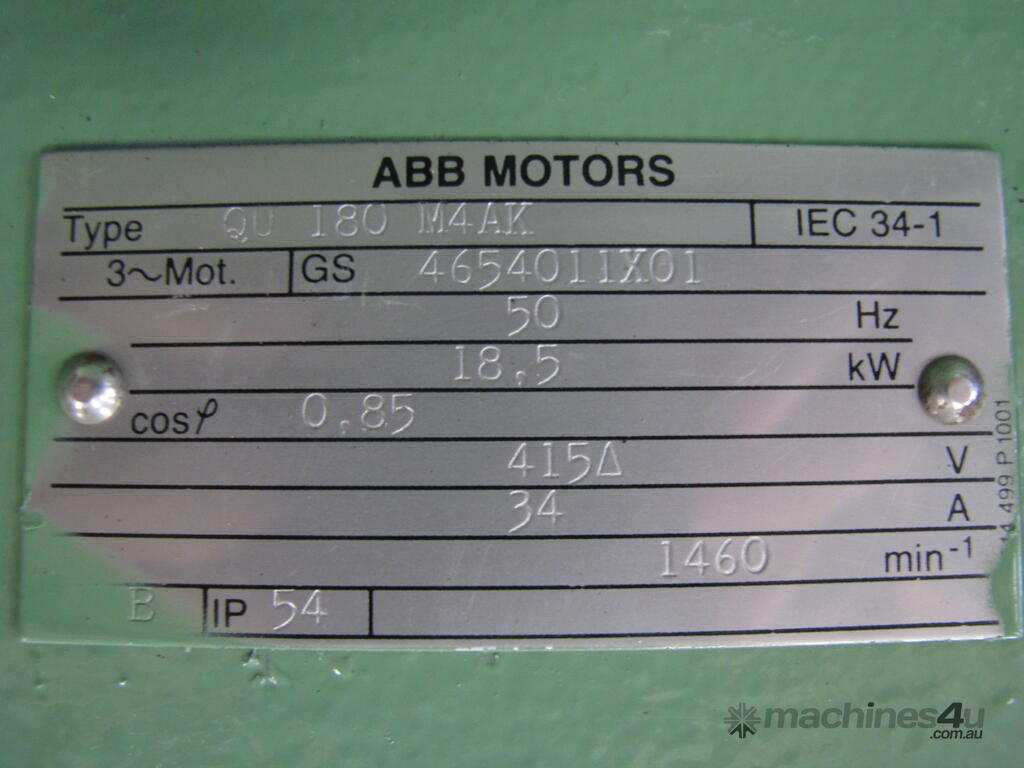 ABB MOTORS
Type QU 180 M4AK IEC 34-1
3~Mot. GS 4654011X01
50 Hz
18,5 kW
cosφ 0,85
415Δ V
34 A
1460 min-1
B IP 54
14 499 P 1001
machines4u
.com.au